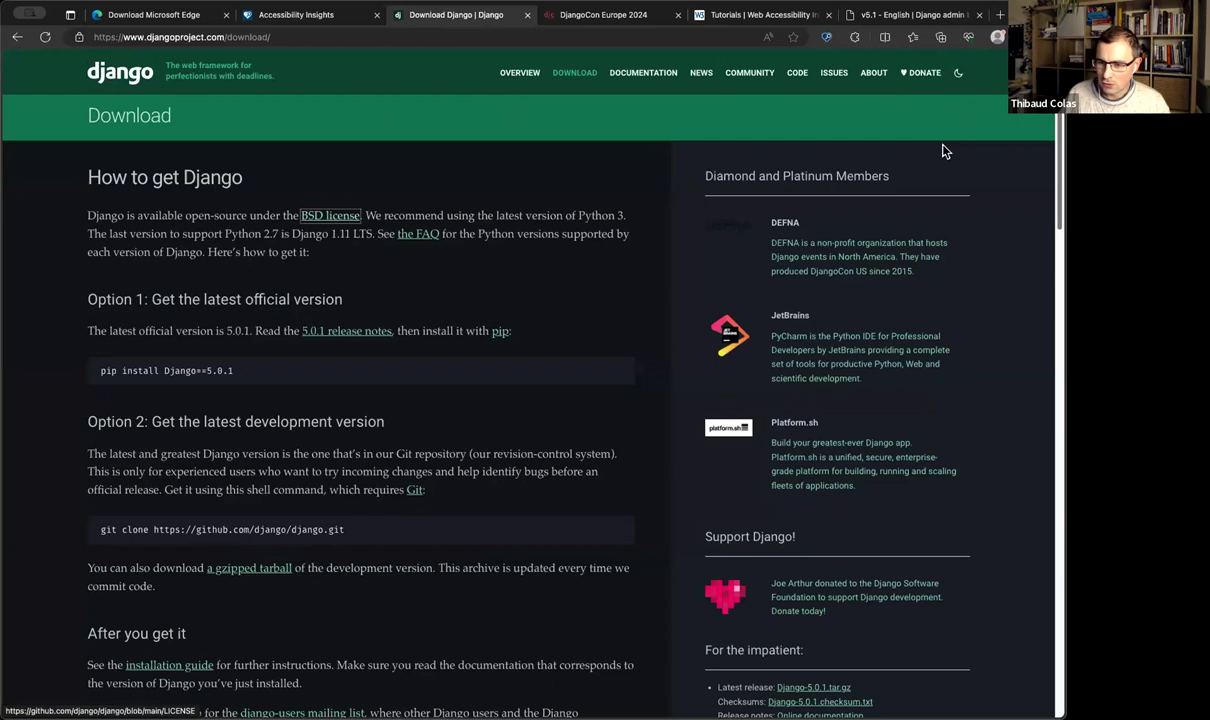 Download Microsoft Edge
Accessibility Insights
Download Django | Django
DjangoCon Europe 2024
Tutorials | Web Accessibility In
v5.1 - English | Django admin
https://www.djangoproject.com/download/
django
The web framework for
perfectionists with deadlines.
OVERVIEW
DOWNLOAD
DOCUMENTATION
NEWS
COMMUNITY
CODE
ISSUES
ABOUT
♥ DONATE
Thibaud Colas
Download
How to get Django
Django is available open-source under the BSD license. We recommend using the latest version of Python 3.
The last version to support Python 2.7 is Django 1.11 LTS. See the FAQ for the Python versions supported by
each version of Django. Here's how to get it:
Option 1: Get the latest official version
The latest official version is 5.0.1. Read the 5.0.1 release notes, then install it with pip:
pip install Django==5.0.1
Option 2: Get the latest development version
The latest and greatest Django version is the one that's in our Git repository (our revision-control system).
This is only for experienced users who want to try incoming changes and help identify bugs before an
official release. Get it using this shell command, which requires Git:
git clone https://github.com/django/django.git
You can also download a gzipped tarball of the development version. This archive is updated every time we
commit code.
After you get it
See the installation guide for further instructions. Make sure you read the documentation that corresponds to
the version of Django you've just installed.
for the django-users mailing list, where other Django users and the Django
https://github.com/django/django/blob/main/LICENSE
Diamond and Platinum Members
DEFNA
DEFNA is a non-profit organization that hosts
Django events in North America. They have
produced DjangoCon US since 2015.
JET
BRAINS
JetBrains
PyCharm is the Python IDE for Professional
Developers by JetBrains providing a complete
set of tools for productive Python, Web and
scientific development.
platform.sh
Platform.sh
Build your greatest-ever Django app.
Platform.sh is a unified, secure, enterprise-
grade platform for building, running and scaling
fleets of applications.
Support Django!
Joe Arthur donated to the Django Software
Foundation to support Django development.
Donate today!
For the impatient:
Latest release: Django-5.0.1.tar.gz
Checksums: Django-5.0.1.checksum.txt
Release notes: Online documentation